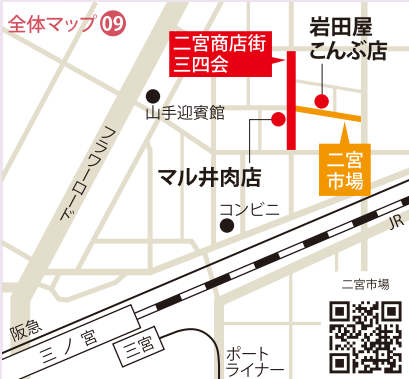 全体マップ 09
岩田屋
こんぶ店
二宮商店街
三四会
山手迎賓館
フラワーロード
マル井肉店
二宮
市場
コンビニ
JR
二宮市場
阪急
三ノ宮
三宮
ポート
ライナー